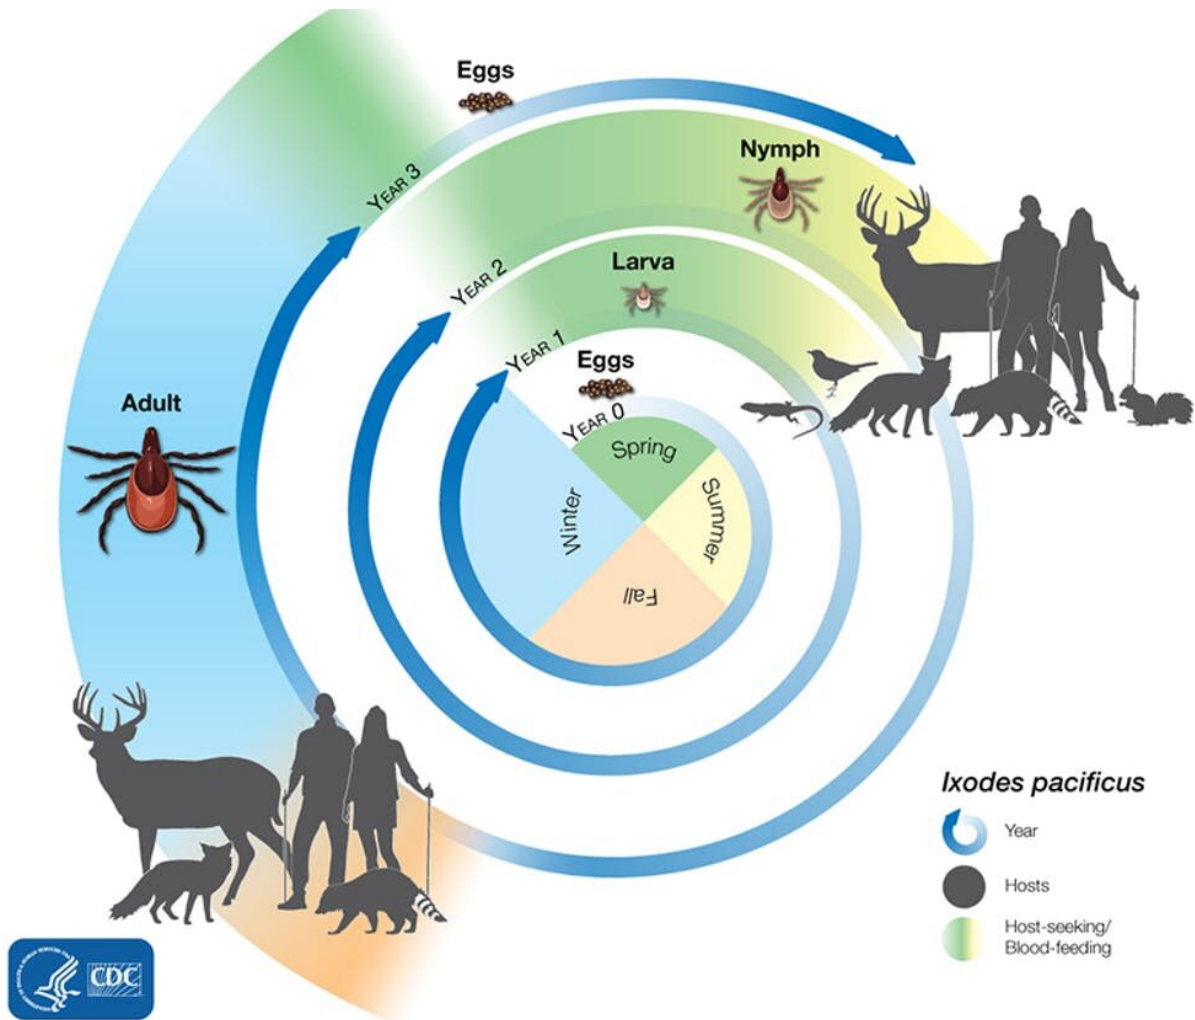 Eggs
Nymph
YEAR 3
Larva
YEAR 2
YEAR 1
Eggs
YEAR 0
Spring
Summer
Winter
Fall
Adult
Ixodes pacificus
Year
Hosts
Host-seeking/
Blood-feeding
CDC